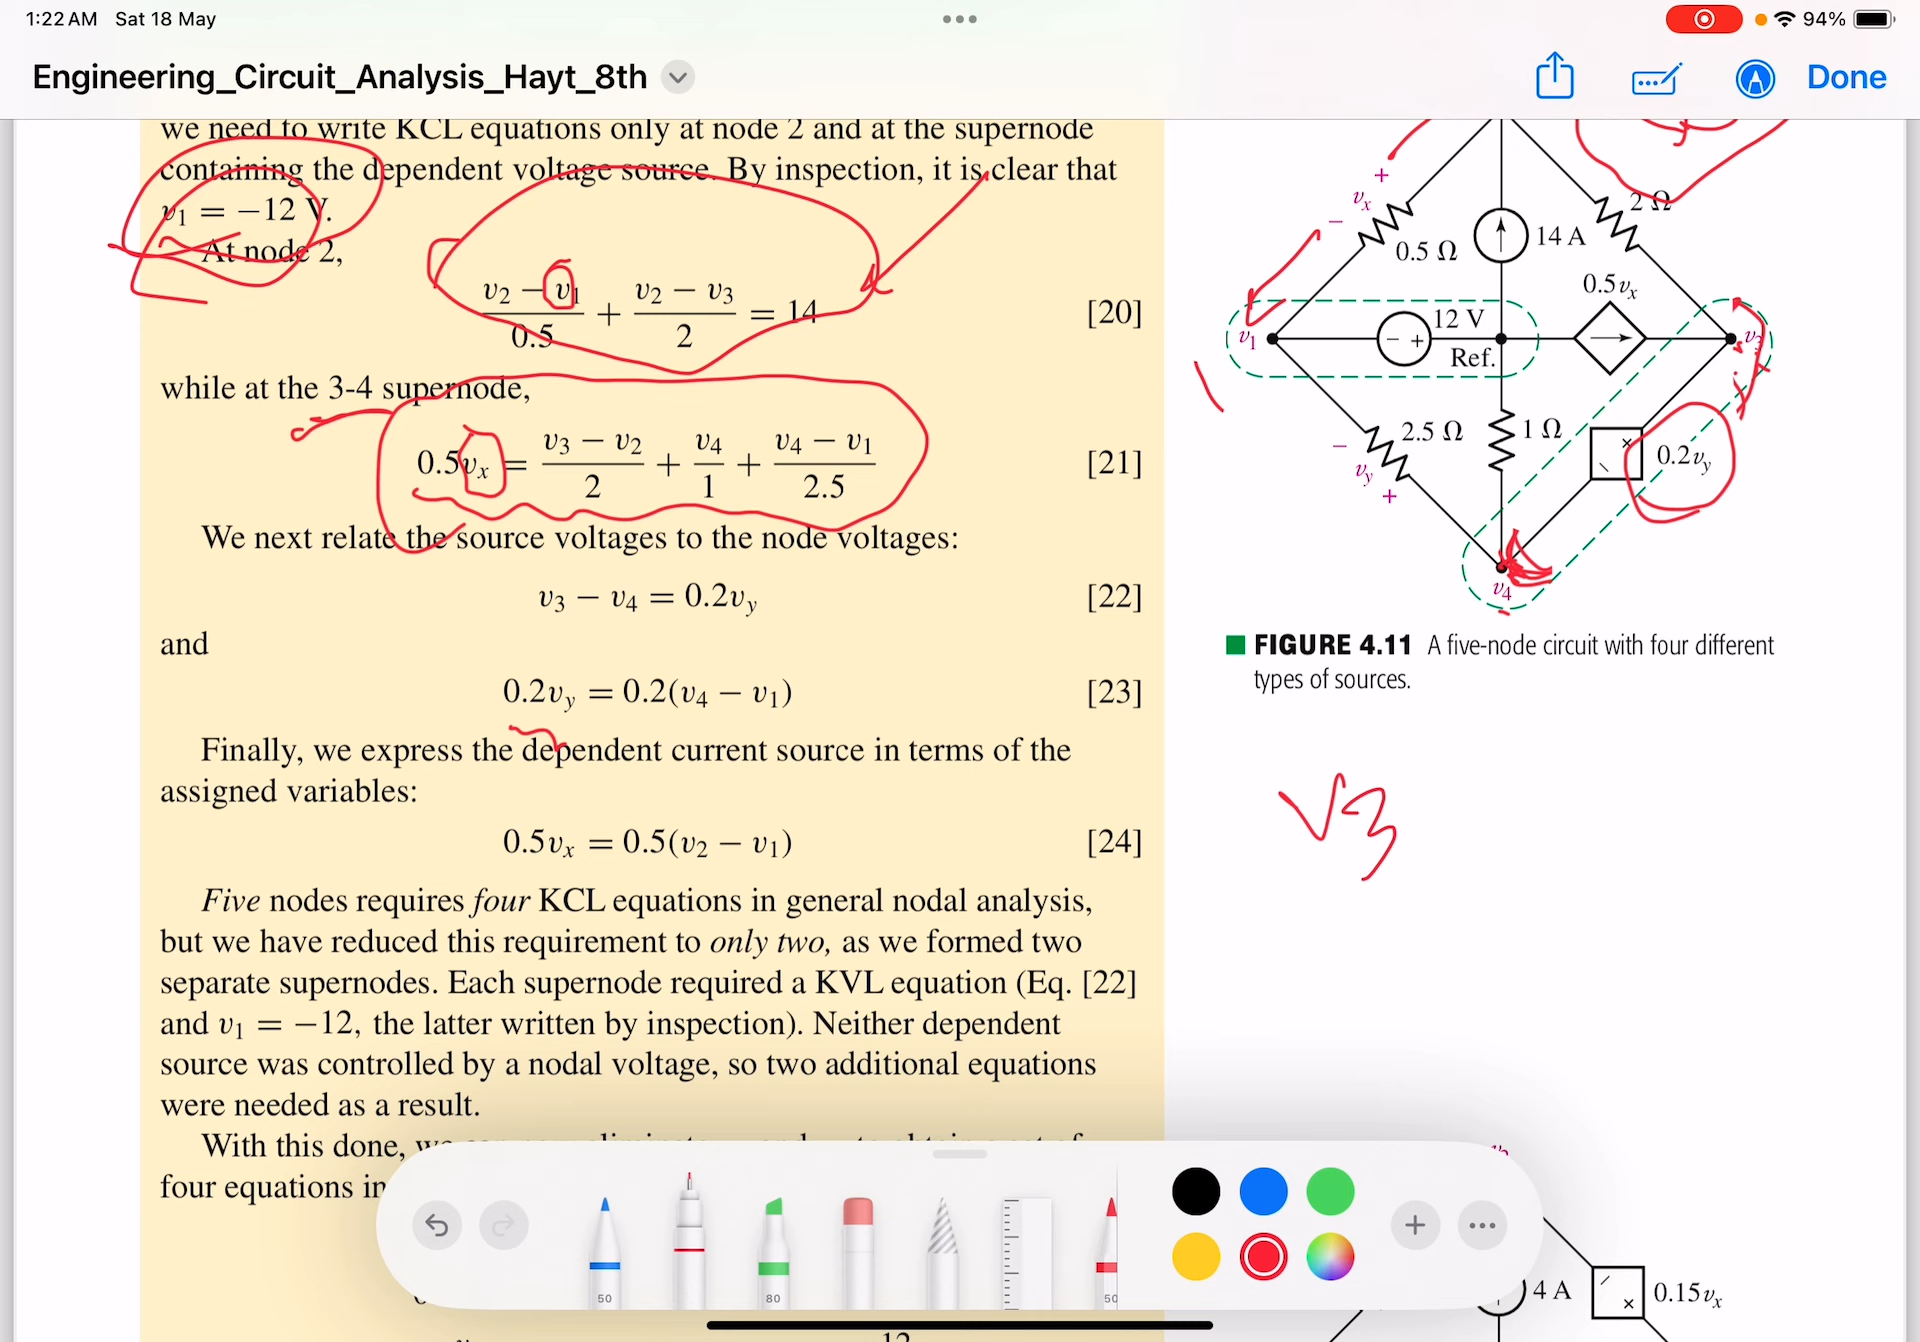 1:22 AM Sat 18 May
94%
Engineering_Circuit_Analysis_Hayt_8th
Done
we need to write KCL equations only at node 2 and at the supernode
containing the dependent voltage source. By inspection, it is clear that
v1 = −12 V.
At node 2,
(v2 − v1)/0.5 + (v2 − v3)/2 = 14 [20]
while at the 3-4 supernode,
0.5vx = (v3 − v2)/2 + v4/1 + (v4 − v1)/2.5 [21]
We next relate the source voltages to the node voltages:
v3 − v4 = 0.2vy [22]
and
0.2vy = 0.2(v4 − v1) [23]
Finally, we express the dependent current source in terms of the
assigned variables:
0.5vx = 0.5(v2 − v1) [24]
Five nodes requires four KCL equations in general nodal analysis,
but we have reduced this requirement to only two, as we formed two
separate supernodes. Each supernode required a KVL equation (Eq. [22]
and v1 = −12, the latter written by inspection). Neither dependent
source was controlled by a nodal voltage, so two additional equations
were needed as a result.
With this done,
four equations in
+
vx
−
2 Ω
0.5 Ω
14 A
0.5vx
v1
− +
12 V
Ref.
v3
2.5 Ω
1 Ω
0.2vy
−
vy
+
v4
FIGURE 4.11 A five-node circuit with four different
types of sources.
V3
50
80
50
4 A
0.15vx
12